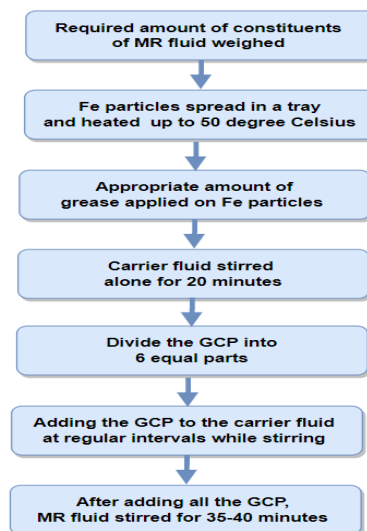 Required amount of constituents
of MR fluid weighed
Fe particles spread in a tray
and heated up to 50 degree Celsius
Appropriate amount of
grease applied on Fe particles
Carrier fluid stirred
alone for 20 minutes
Divide the GCP into
6 equal parts
Adding the GCP to the carrier fluid
at regular intervals while stirring
After adding all the GCP,
MR fluid stirred for 35-40 minutes